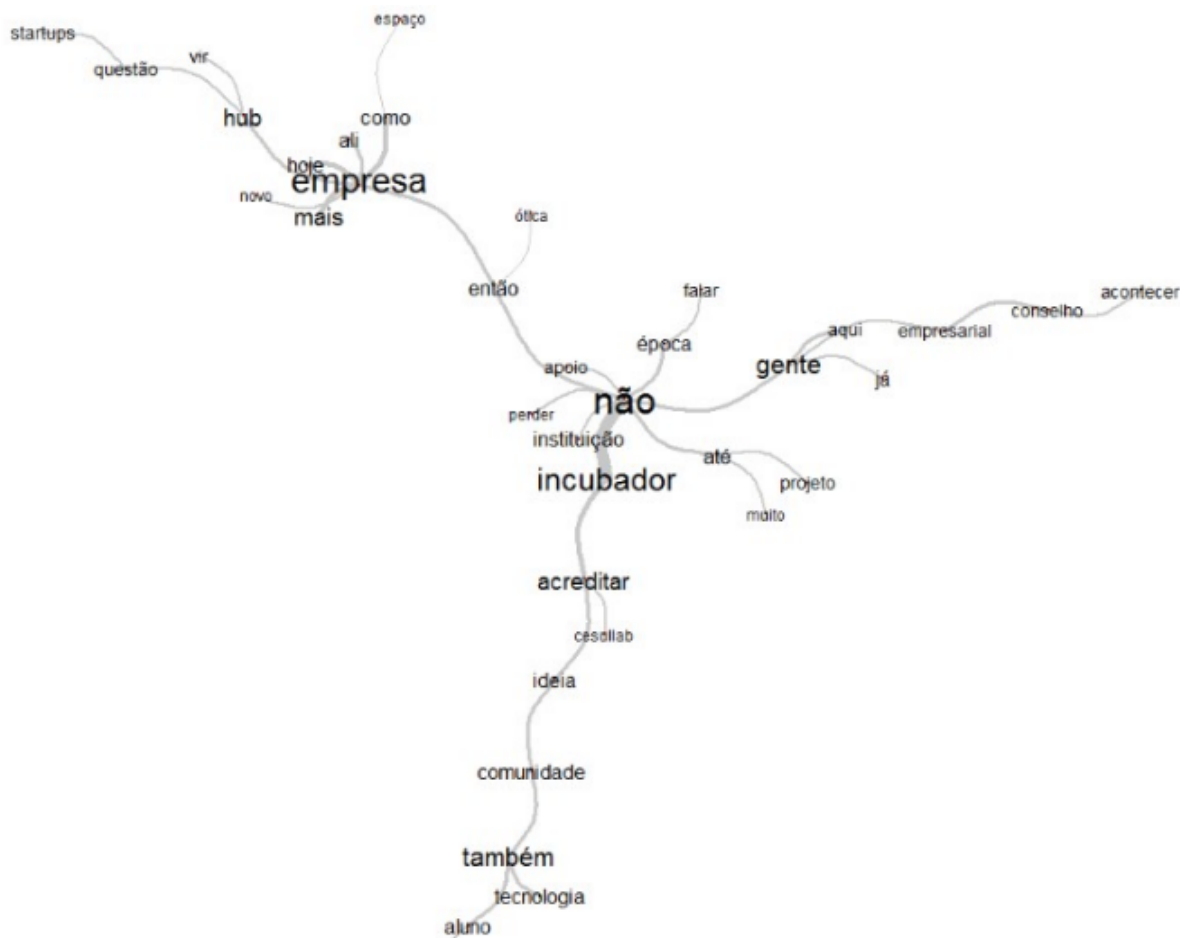 espaço
startups
vir
questão
hub
como
ali
hoje
empresa
novo
mais
ótica
então
falar
acontecer
conselho
época
aqui
empresarial
gente
apoio
já
não
perder
instituição
até
incubador
projeto
muito
acreditar
cesullab
ideia
comunidade
também
tecnologia
aluno